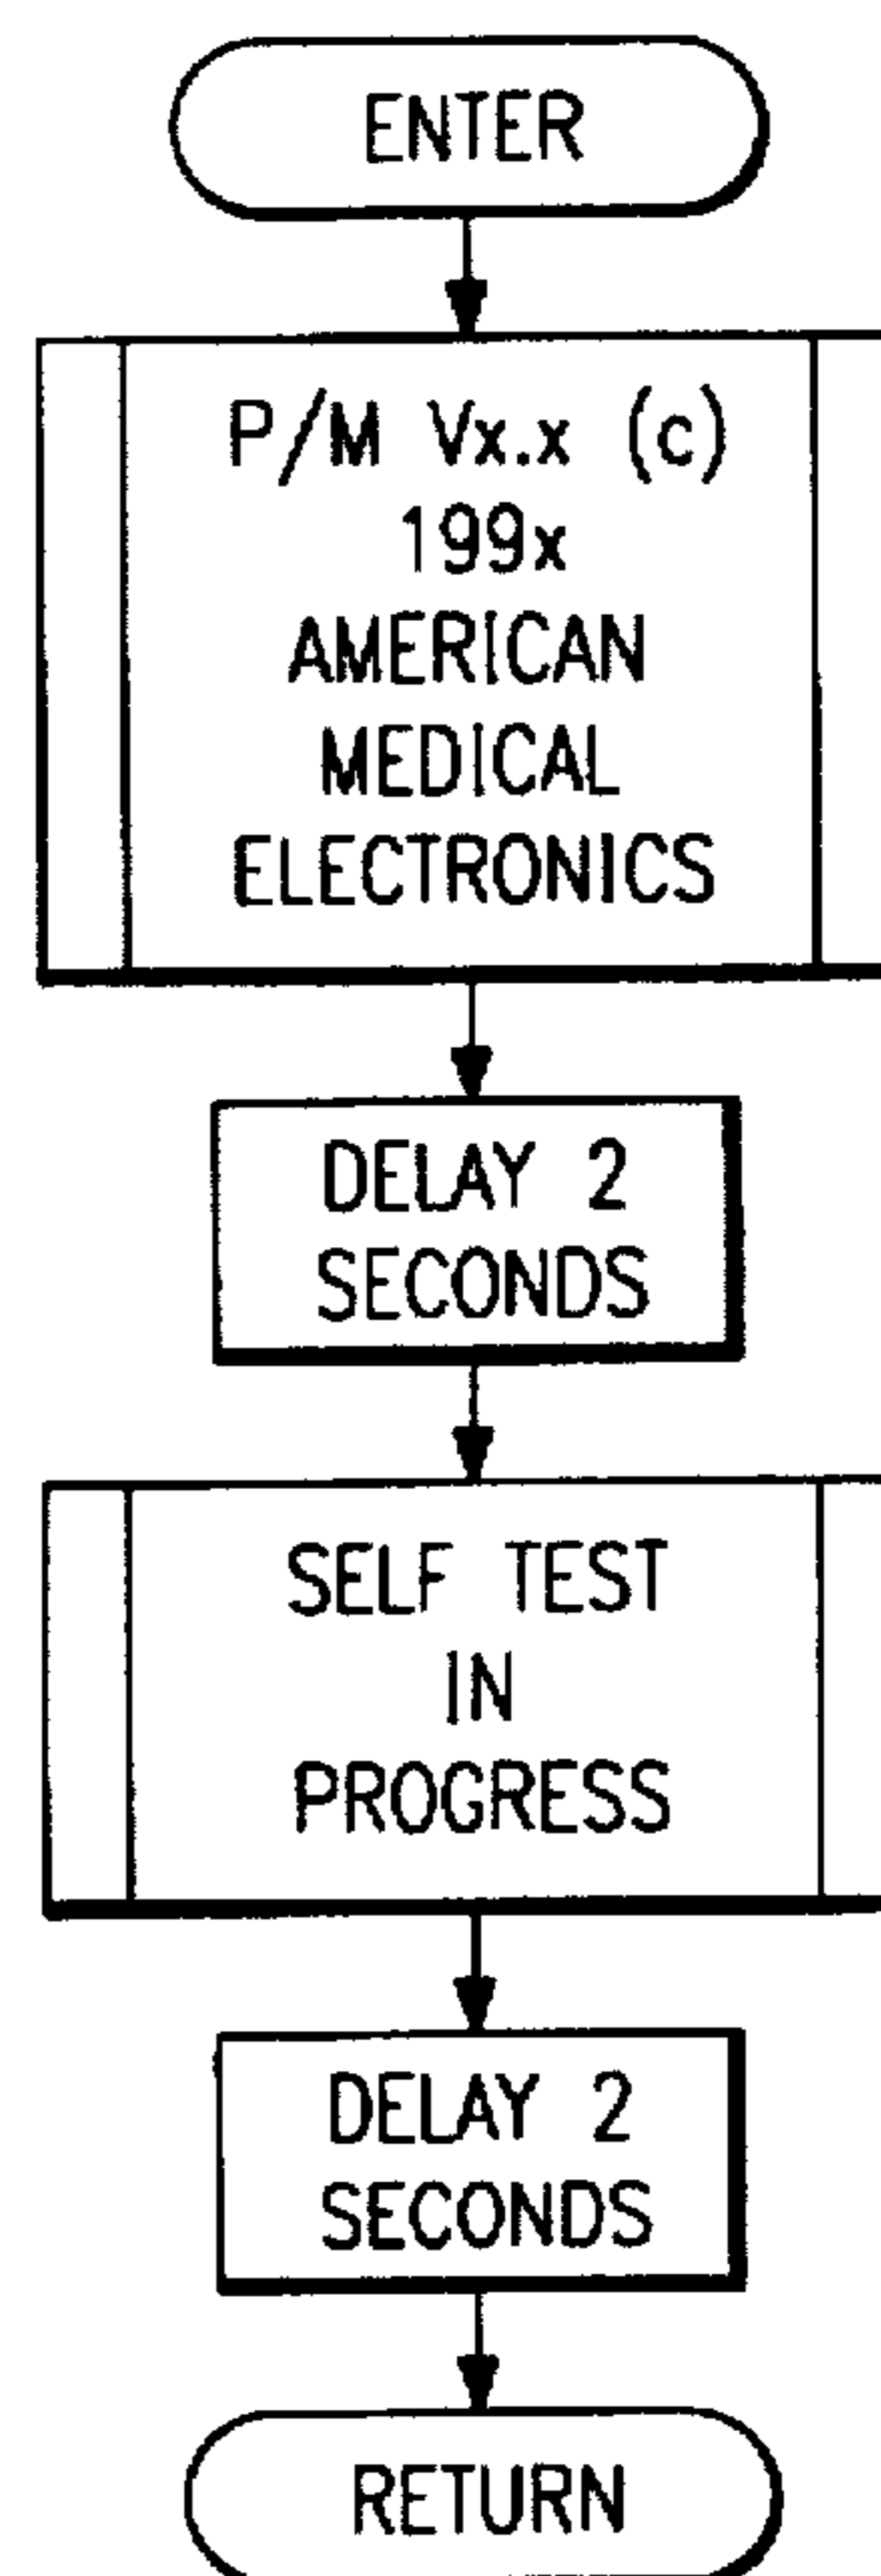 ENTER
P/M Vx.x (c)
199x
AMERICAN
MEDICAL
ELECTRONICS
DELAY 2
SECONDS
SELF TEST
IN
PROGRESS
DELAY 2
SECONDS
RETURN